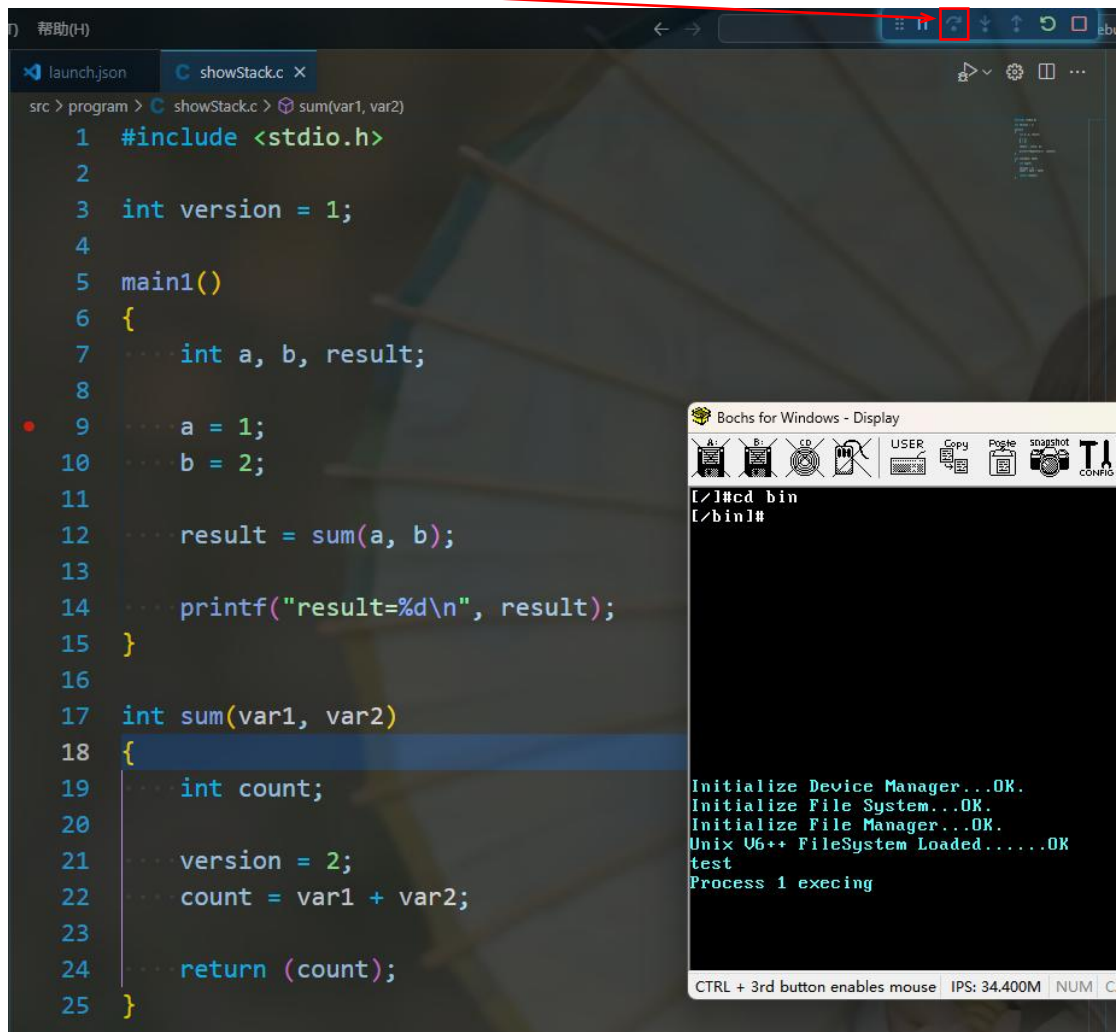 帮助(H)
launch.json
showStack.c
src > program > C showStack.c > sum(var1, var2)
1 #include <stdio.h>
2
3 int version = 1;
4
5 main1()
6 {
7 int a, b, result;
8
9 a = 1;
10 b = 2;
11
12 result = sum(a, b);
13
14 printf("result=%d\n", result);
15 }
16
17 int sum(var1, var2)
18 {
19 int count;
20
21 version = 2;
22 count = var1 + var2;
23
24 return (count);
25 }
Bochs for Windows - Display
A: B: CD USER Copy Paste snapshot CONFIG
[/]#cd bin
[/bin]#
Initialize Device Manager...OK.
Initialize File System...OK.
Initialize File Manager...OK.
Unix V6++ FileSystem Loaded......OK
test
Process 1 execing
CTRL + 3rd button enables mouse IPS: 34.400M NUM